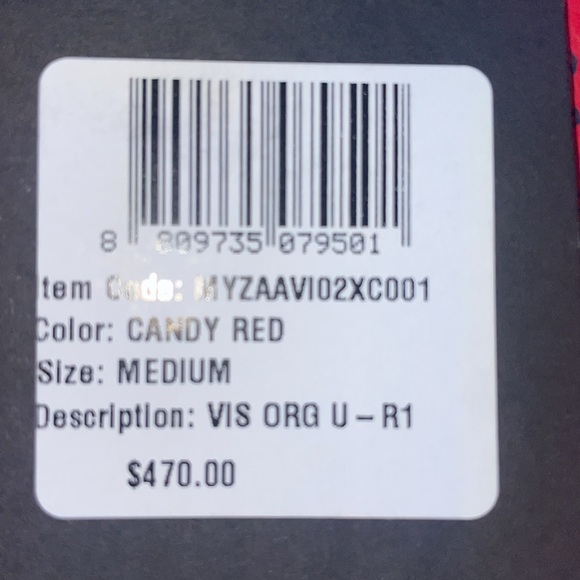 8 809735 079501
Item Code: MYZAAVI02XC001
Color: CANDY RED
Size: MEDIUM
Description: VIS ORG U – R1
$470.00